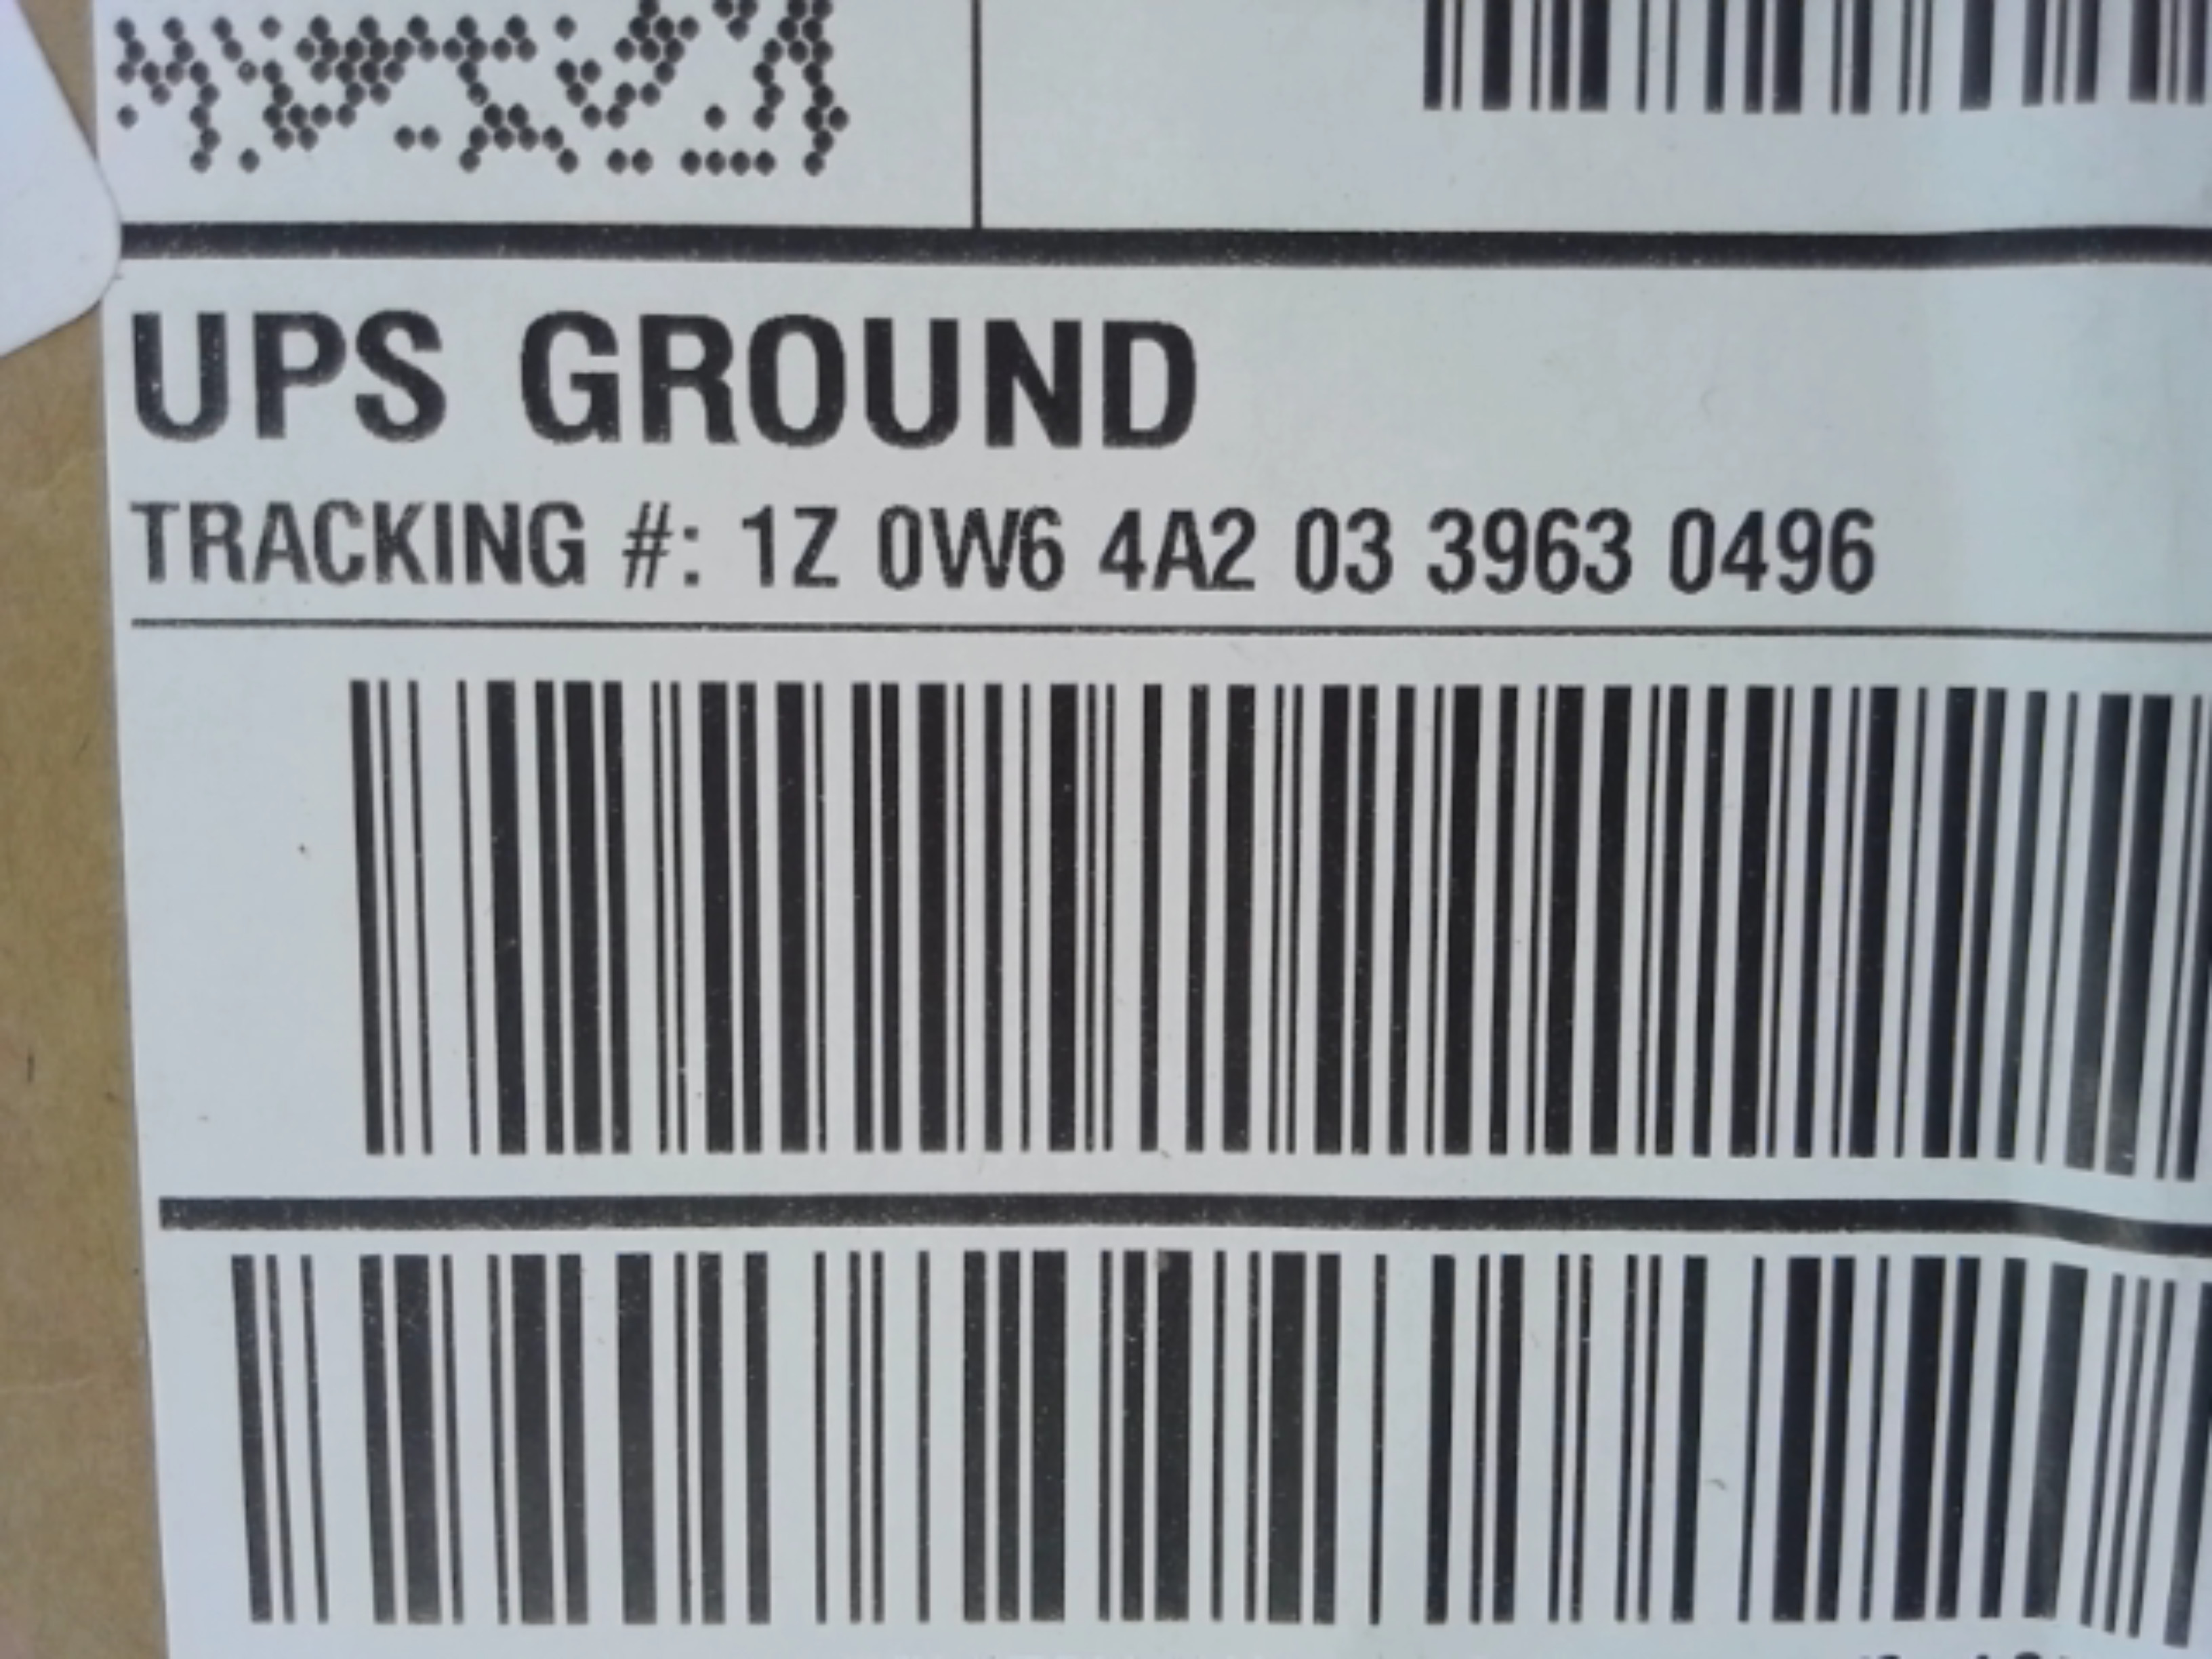 UPS GROUND
TRACKING #: 1Z 0W6 4A2 03 3963 0496